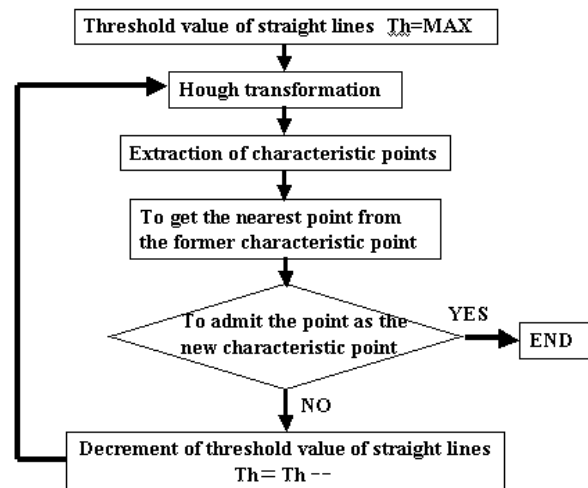 Threshold value of straight lines Th=MAX
Hough transformation
Extraction of characteristic points
To get the nearest point from
the former characteristic point
To admit the point as the
new characteristic point
YES
END
NO
Decrement of threshold value of straight lines
Th= Th --